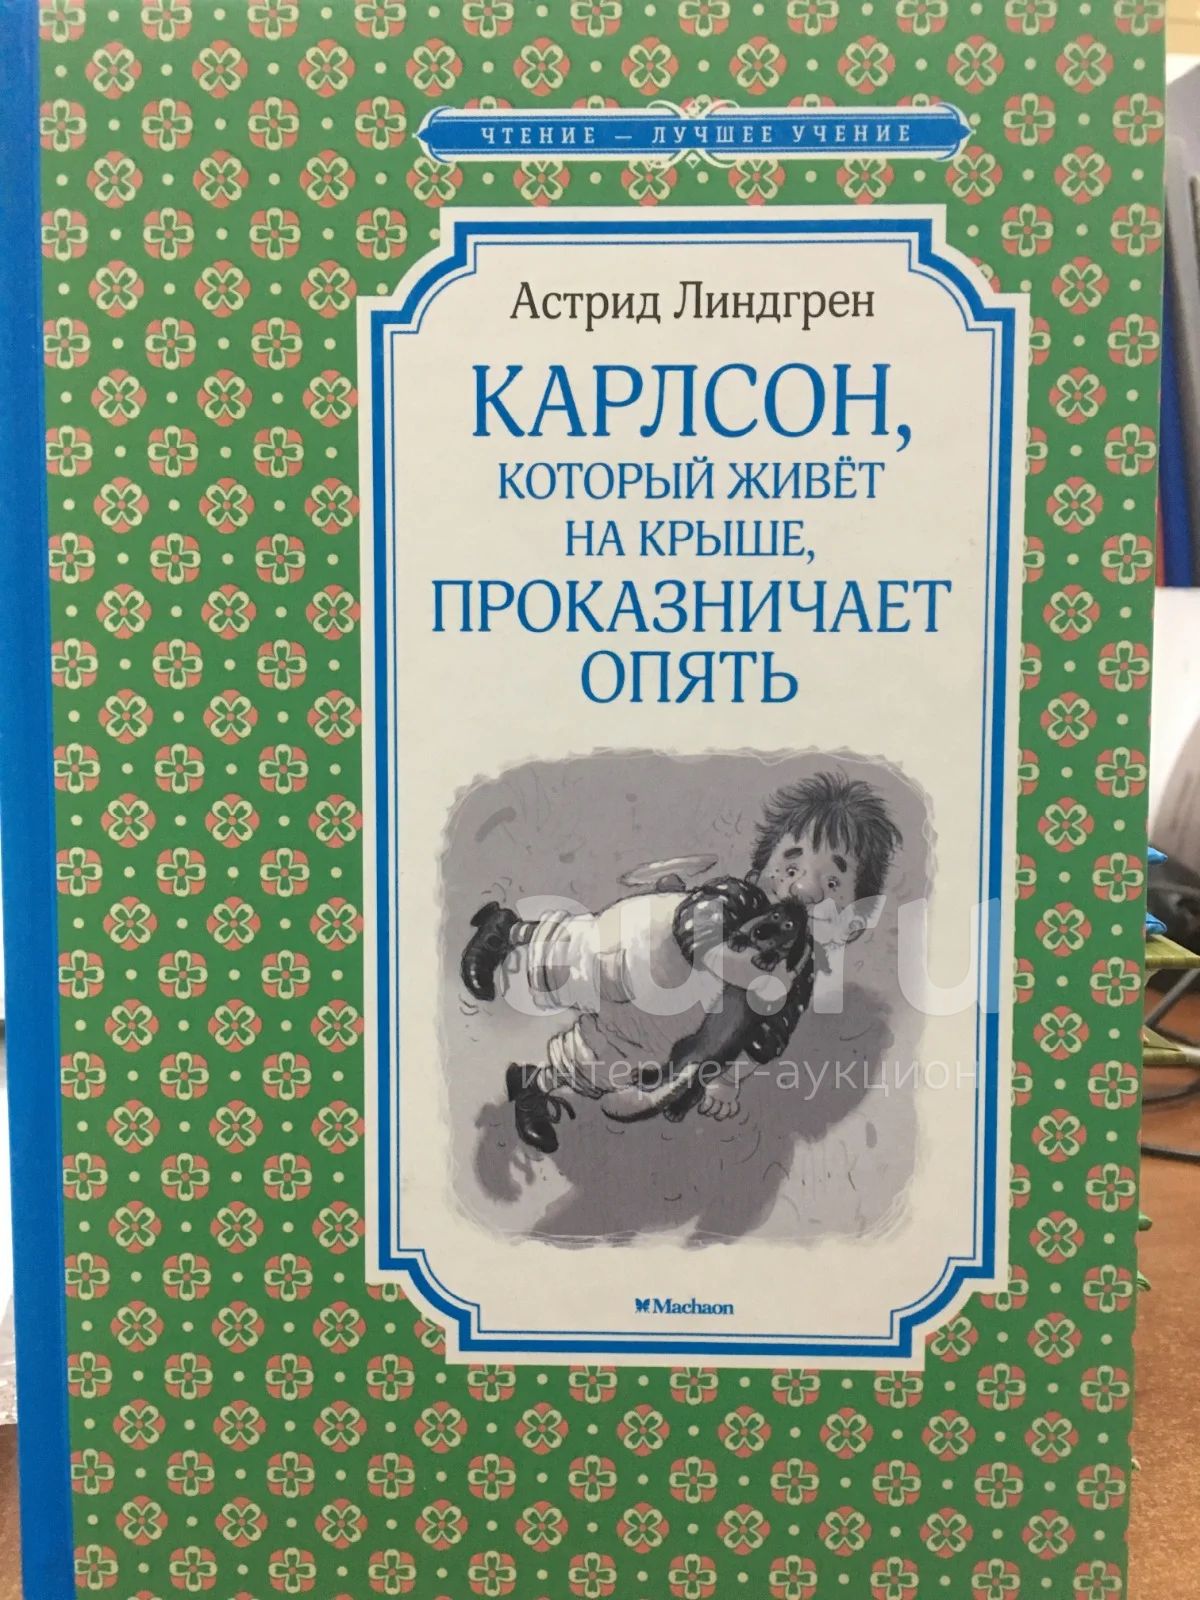 ЧТЕНИЕ – ЛУЧШЕЕ УЧЕНИЕ
Астрид Линдгрен
КАРЛСОН,
КОТОРЫЙ ЖИВЁТ
НА КРЫШЕ,
ПРОКАЗНИЧАЕТ
ОПЯТЬ
au.ru
интернет-аукцион
Machaon